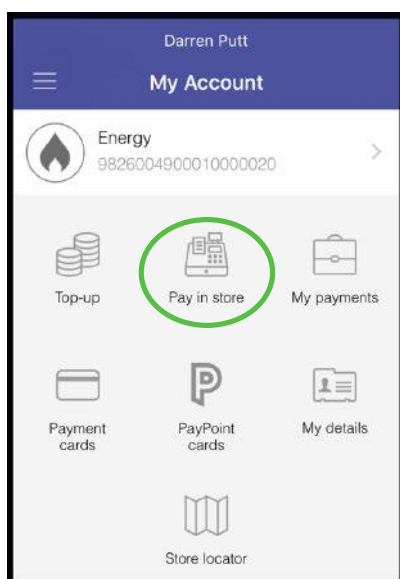 Darren Putt
My Account
Energy
9826004900010000020
Top-up
Pay in store
My payments
Payment
cards
PayPoint
cards
My details
Store locator